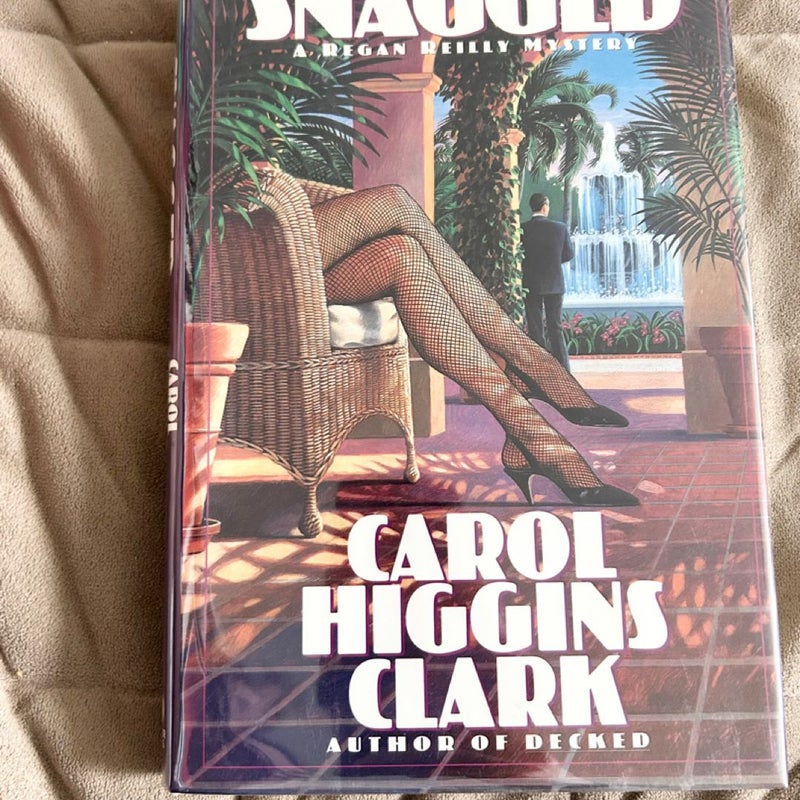 SNAGGED
A REGAN REILLY MYSTERY
CAROL
HIGGINS
CLARK
AUTHOR OF DECKED
CAROL